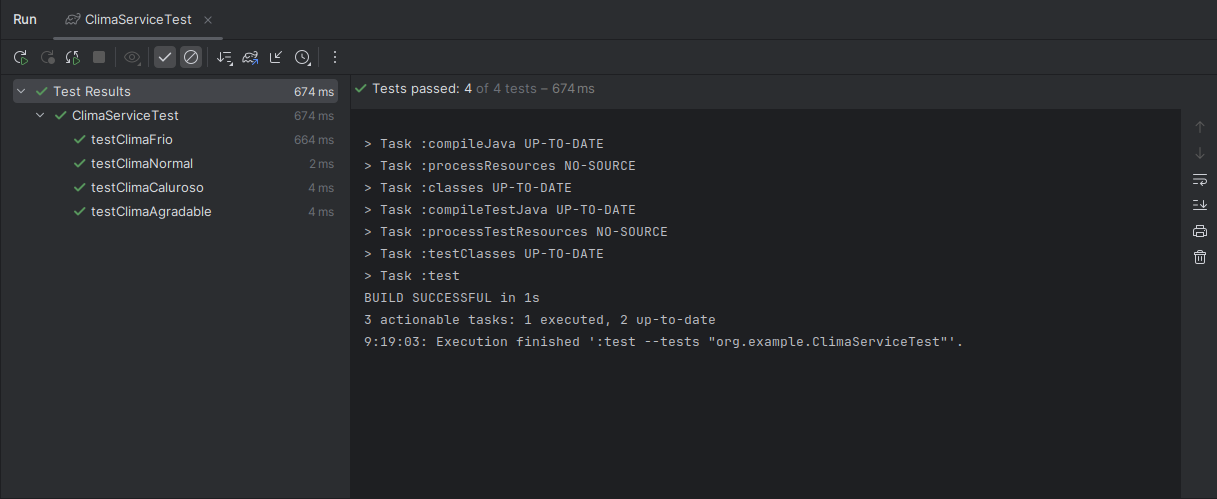 Run ClimaServiceTest
Test Results 674 ms
ClimaServiceTest 674 ms
testClimaFrio 664 ms
testClimaNormal 2 ms
testClimaCaluroso 4 ms
testClimaAgradable 4 ms
Tests passed: 4 of 4 tests – 674 ms
> Task :compileJava UP-TO-DATE
> Task :processResources NO-SOURCE
> Task :classes UP-TO-DATE
> Task :compileTestJava UP-TO-DATE
> Task :processTestResources NO-SOURCE
> Task :testClasses UP-TO-DATE
> Task :test
BUILD SUCCESSFUL in 1s
3 actionable tasks: 1 executed, 2 up-to-date
9:19:03: Execution finished ':test --tests "org.example.ClimaServiceTest"'.